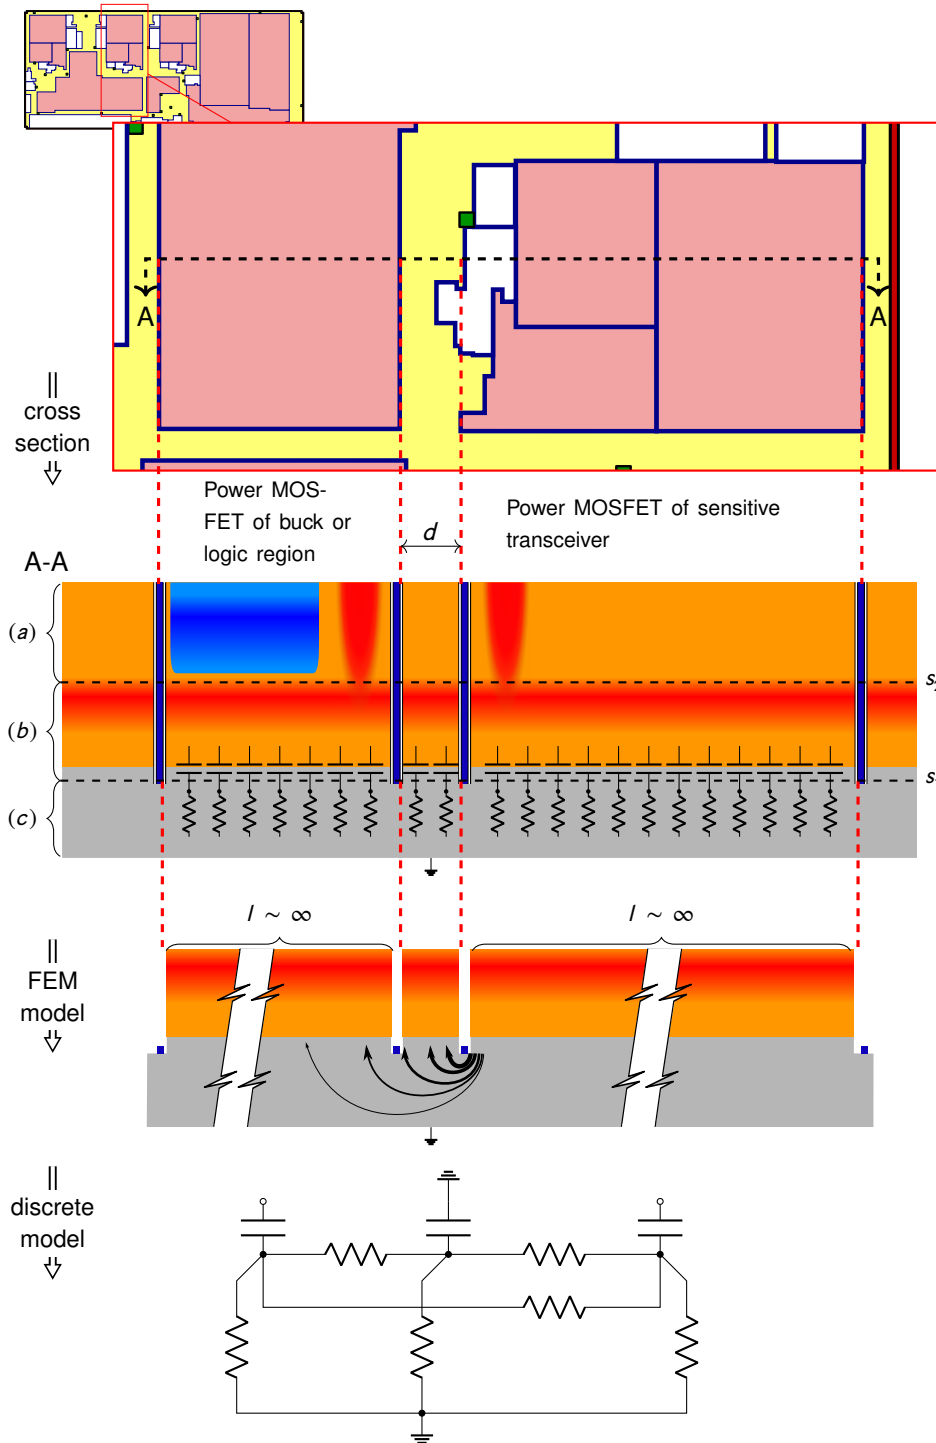 A
A
||
cross
section
Power MOS-
FET of buck or
logic region
d
Power MOSFET of sensitive
transceiver
A-A
(a)
(b)
(c)
l ∼ ∞
l ∼ ∞
||
FEM
model
||
discrete
model